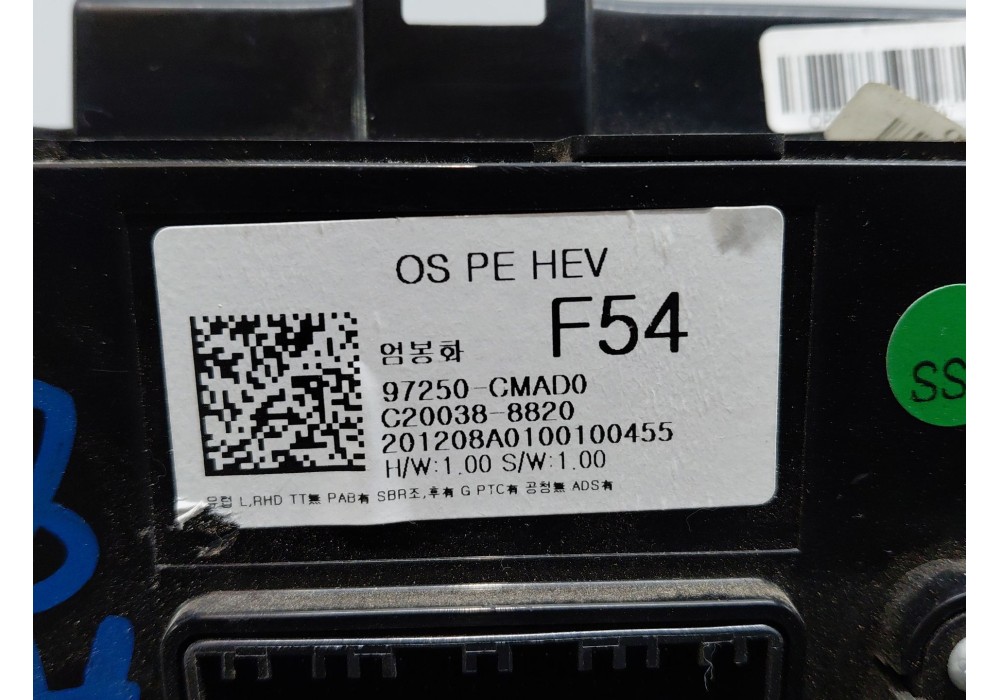 OS PE HEV
F54
엄봉화
97250-CMAD0
C20038-8820
201208A0100100455
H/W:1.00 S/W:1.00
유럽 L,RHD TT無 PAB有 SBR조,후有 G PTC有 공청無 ADS有
SS